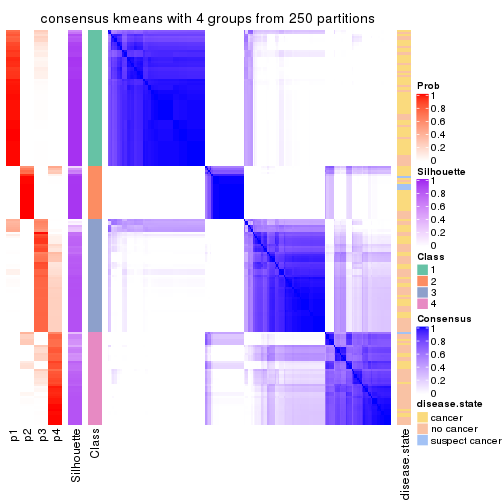 consensus kmeans with 4 groups from 250 partitions
Prob
1
0.8
0.6
0.4
0.2
0
Silhouette
1
0.8
0.6
0.4
0.2
0
Class
1
2
3
4
Consensus
1
0.8
0.6
0.4
0.2
0
disease.state
cancer
no cancer
suspect cancer
p1
p2
p3
p4
Silhouette
Class
disease.state